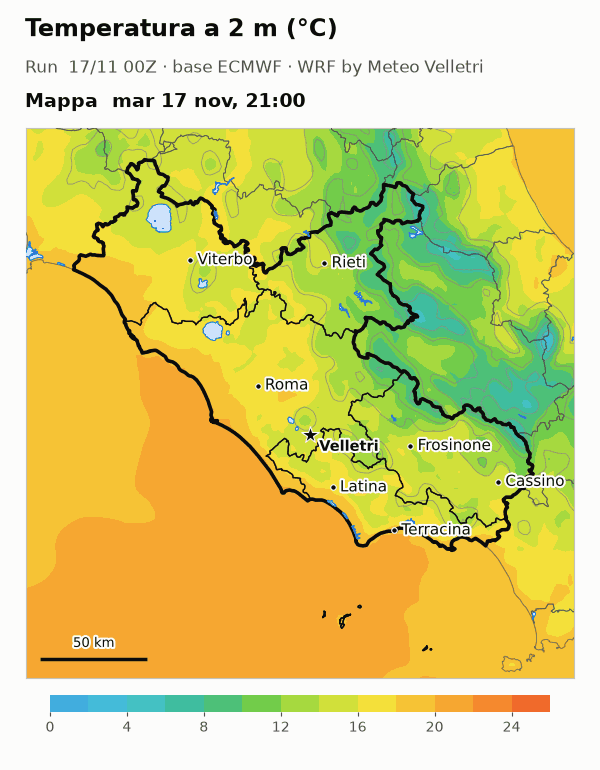 Temperatura a 2 m (°C)
Run  17/11 00Z · base ECMWF · WRF by Meteo Velletri
Mappa  mar 17 nov, 21:00
Viterbo
Rieti
Roma
Velletri
Frosinone
Cassino
Latina
Terracina
50 km
0 4 8 12 16 20 24